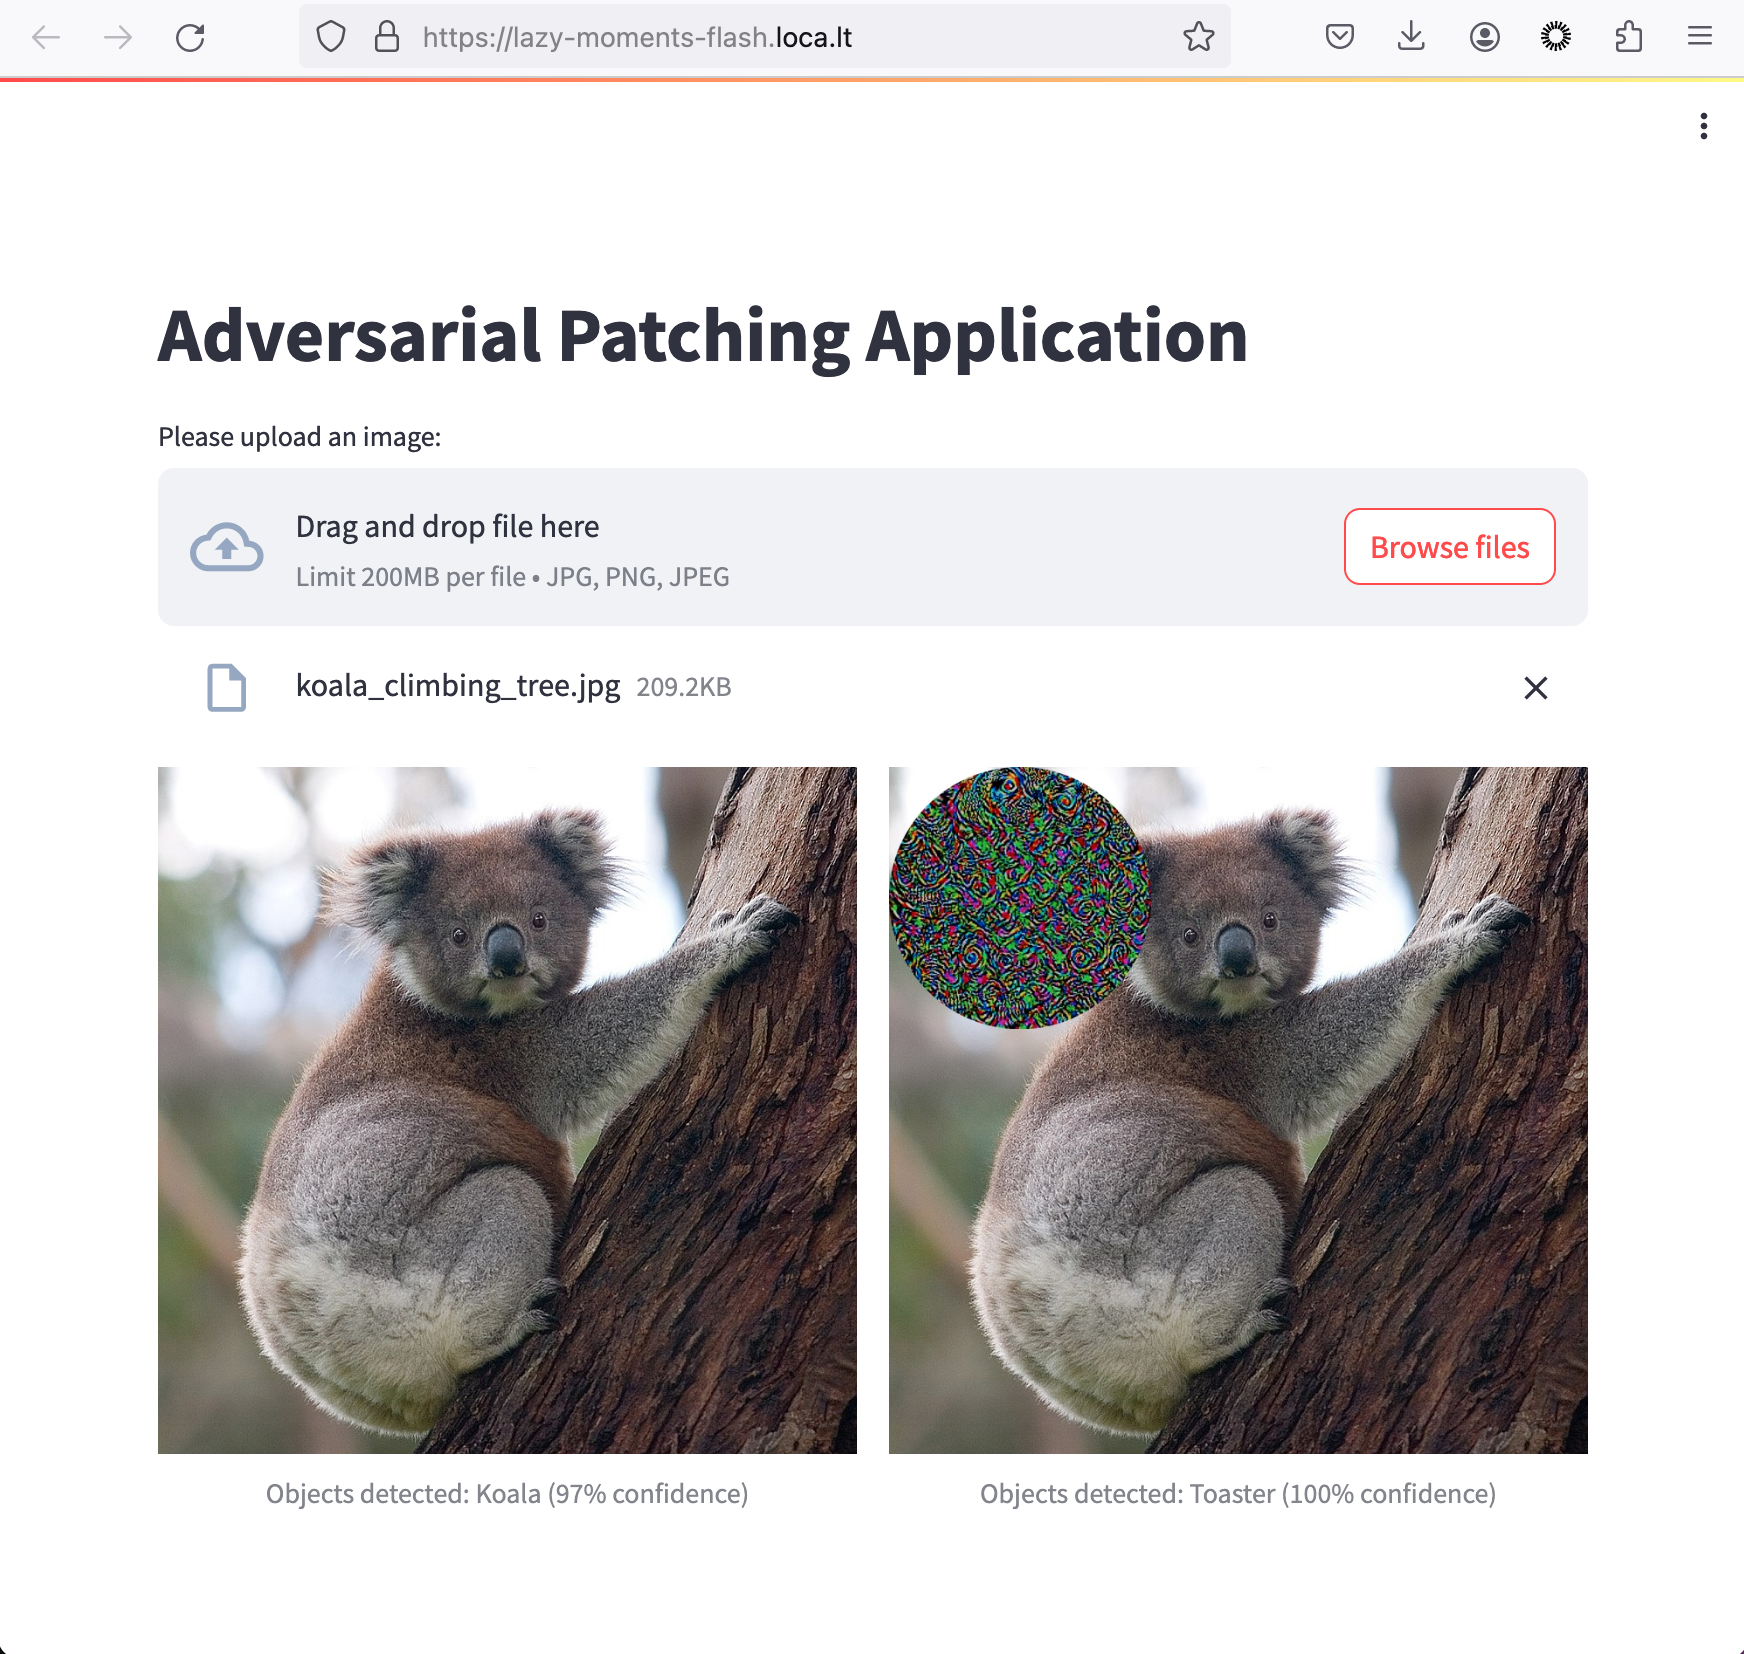 https://lazy-moments-flash.loca.lt
Adversarial Patching Application
Please upload an image:
Drag and drop file here
Limit 200MB per file • JPG, PNG, JPEG
Browse files
koala_climbing_tree.jpg 209.2KB
Objects detected: Koala (97% confidence)
Objects detected: Toaster (100% confidence)